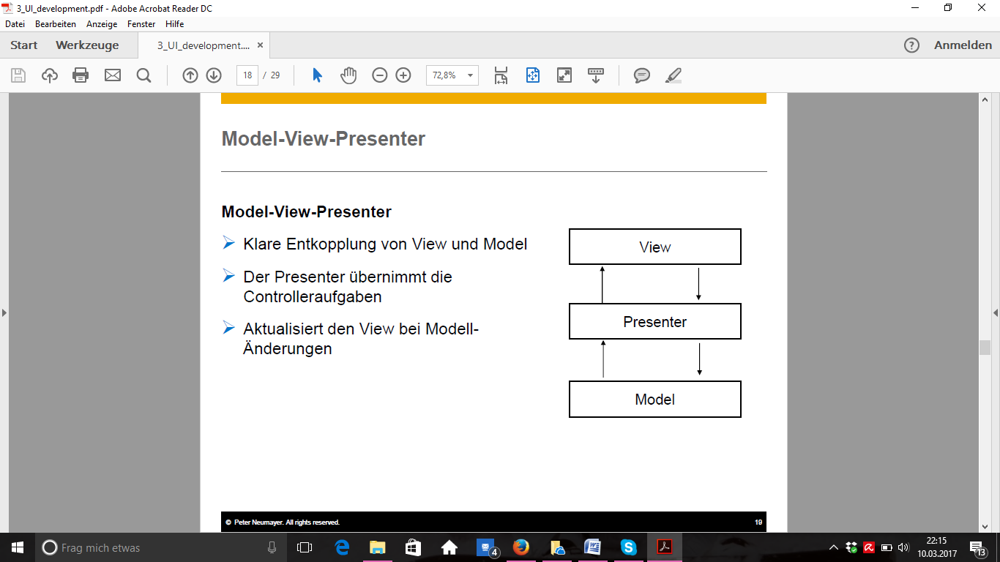 3_UI_development.pdf - Adobe Acrobat Reader DC
Datei Bearbeiten Anzeige Fenster Hilfe
Start Werkzeuge 3_UI_development.... × ? Anmelden
18 / 29 72,8%
Model-View-Presenter
Model-View-Presenter
Klare Entkopplung von View und Model
Der Presenter übernimmt die
Controlleraufgaben
Aktualisiert den View bei Modell-
Änderungen
View
Presenter
Model
© Peter Neumayer. All rights reserved. 19
Frag mich etwas
4
22:15
10.03.2017
13